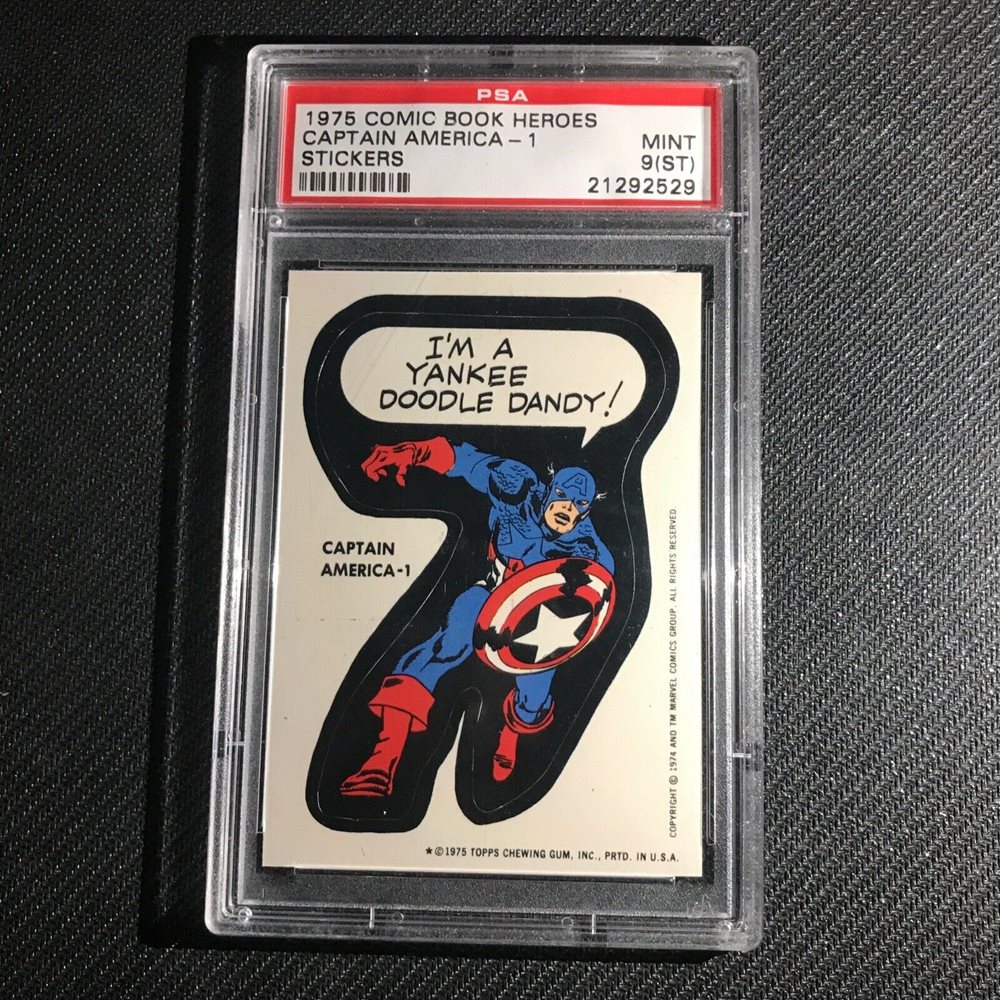 PSA
1975 COMIC BOOK HEROES
CAPTAIN AMERICA-1
STICKERS
MINT
9(ST)
21292529
I'M A
YANKEE
DOODLE DANDY!
A
CAPTAIN
AMERICA-1
COPYRIGHT © 1974 AND TM MARVEL COMICS GROUP. ALL RIGHTS RESERVED.
★©1975 TOPPS CHEWING GUM, INC., PRTD. IN U.S.A.